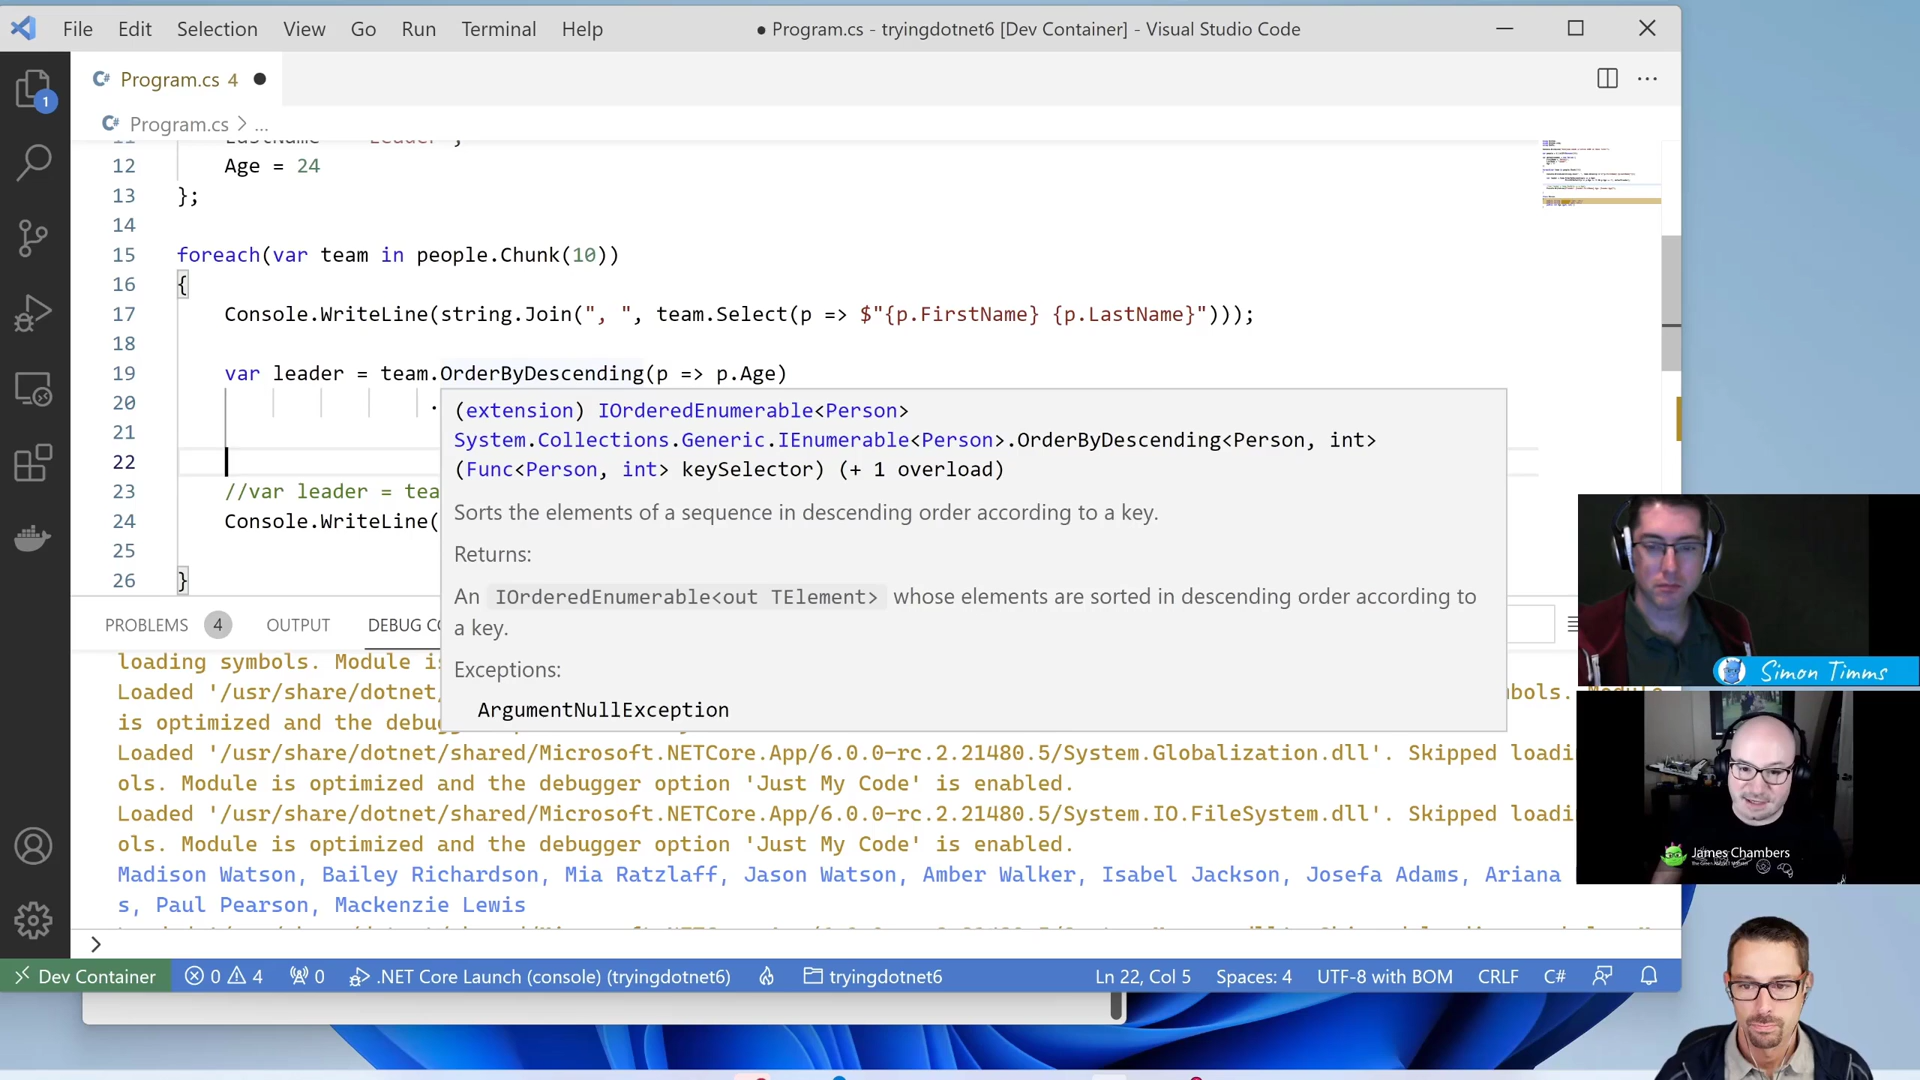 File Edit Selection View Go Run Terminal Help ● Program.cs - tryingdotnet6 [Dev Container] - Visual Studio Code
Program.cs 4
Program.cs > ...
11
12 Age = 24
13 };
14
15 foreach(var team in people.Chunk(10))
16 {
17 Console.WriteLine(string.Join(", ", team.Select(p => $"{p.FirstName} {p.LastName}")));
18
19 var leader = team.OrderByDescending(p => p.Age)
20 .
21
22
23 //var leader = tea
24 Console.WriteLine(
25
26 }
(extension) IOrderedEnumerable<Person>
System.Collections.Generic.IEnumerable<Person>.OrderByDescending<Person, int>
(Func<Person, int> keySelector) (+ 1 overload)
Sorts the elements of a sequence in descending order according to a key.
Returns:
An IOrderedEnumerable<out TElement> whose elements are sorted in descending order according to
a key.
Exceptions:
ArgumentNullException
PROBLEMS 4 OUTPUT DEBUG CO
loading symbols. Module is
Loaded '/usr/share/dotnet/
is optimized and the debug
Loaded '/usr/share/dotnet/shared/Microsoft.NETCore.App/6.0.0-rc.2.21480.5/System.Globalization.dll'. Skipped loadi
ols. Module is optimized and the debugger option 'Just My Code' is enabled.
Loaded '/usr/share/dotnet/shared/Microsoft.NETCore.App/6.0.0-rc.2.21480.5/System.IO.FileSystem.dll'. Skipped loadi
ols. Module is optimized and the debugger option 'Just My Code' is enabled.
Madison Watson, Bailey Richardson, Mia Ratzlaff, Jason Watson, Amber Walker, Isabel Jackson, Josefa Adams, Ariana
s, Paul Pearson, Mackenzie Lewis
>
Dev Container 0 4 0 .NET Core Launch (console) (tryingdotnet6) tryingdotnet6 Ln 22, Col 5 Spaces: 4 UTF-8 with BOM CRLF C#
1
Simon Timms
James Chambers